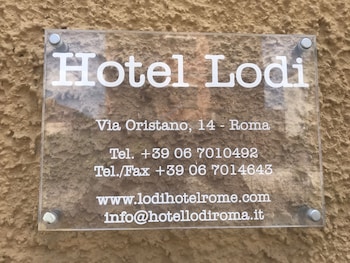 Hotel Lodi
Via Oristano, 14 - Roma
Tel. +39 06 7010492
Tel./Fax +39 06 7014643
www.lodihotelrome.com
info@hotellodiroma.it